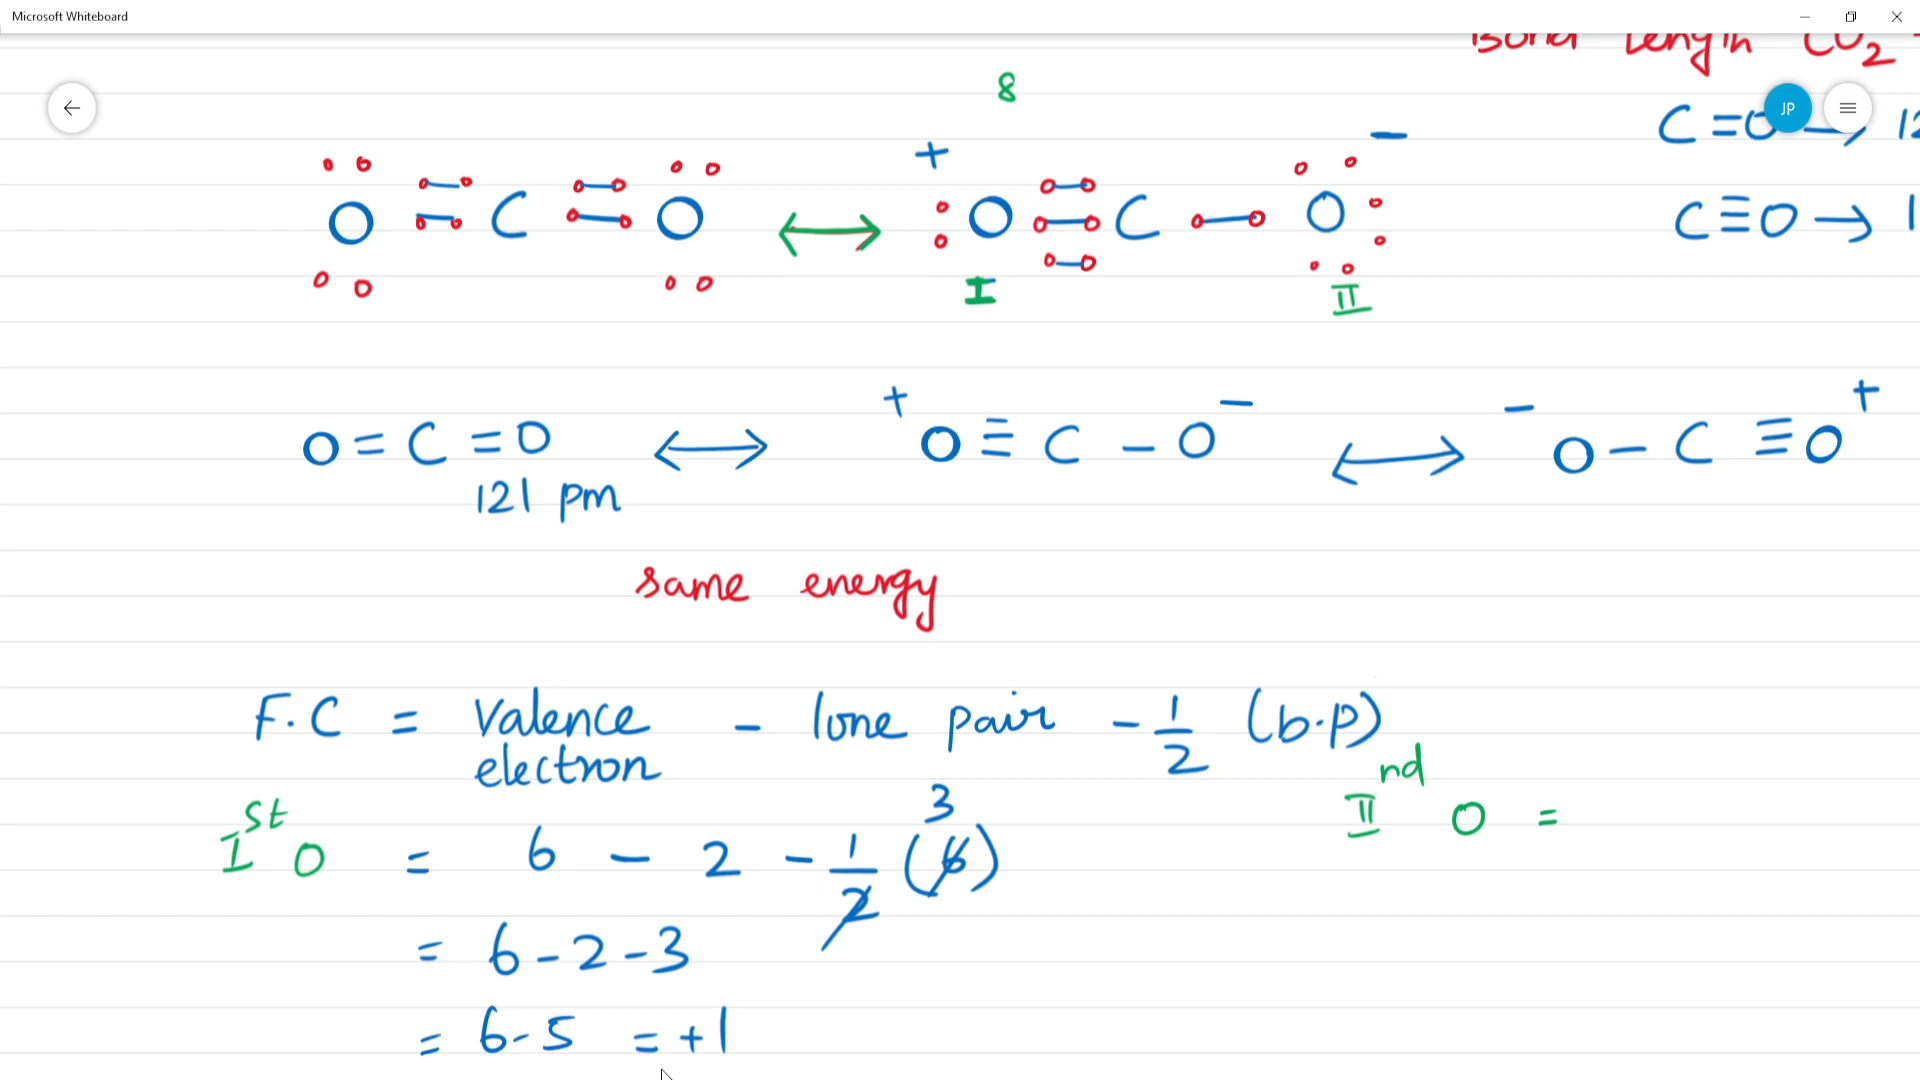 Microsoft Whiteboard
Bond Length CO2
8
JP
C=O → 12
+ −
O = C = O ↔ O ≡ C − O
C≡O → 1
I II
+ − − +
O = C = O ↔ O ≡ C − O ↔ O − C ≡ O
121 pm
same energy
F.C = Valence electron − lone pair − 1/2 (b.p)
Ist O = 6 − 2 − 1/2 (6) 3
IInd O =
= 6 − 2 − 3
= 6 − 5 = +1